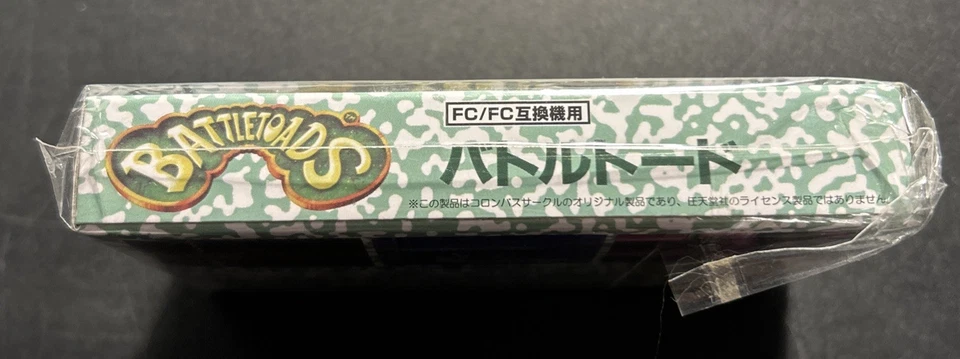 BATTLETOADS
FC/FC互換機用
バトルトード
※この製品はコロンバスサークルのオリジナル製品であり、任天堂社のライセンス製品ではありません。